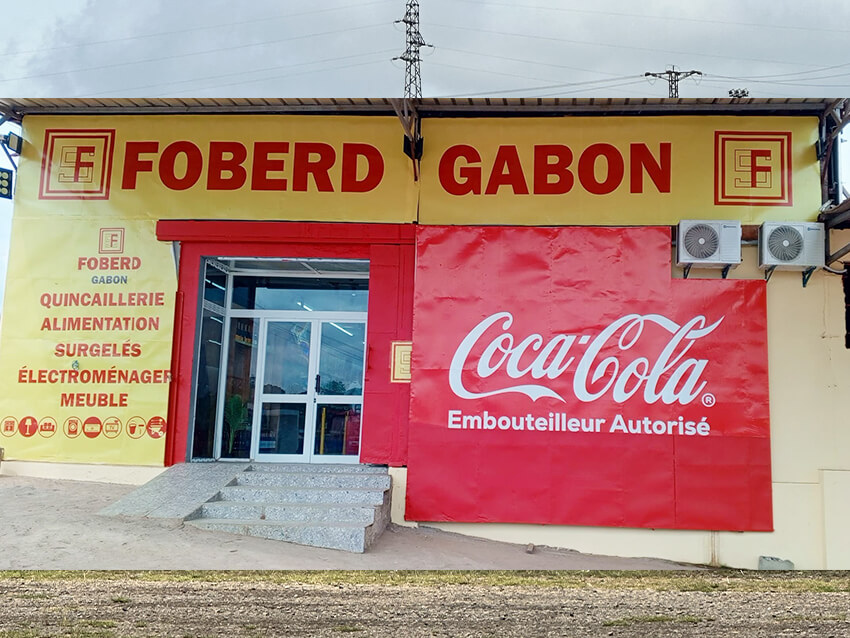 FOBERD GABON
FOBERD
GABON
QUINCAILLERIE
ALIMENTATION
SURGELÉS
ÉLECTROMÉNAGER
MEUBLE
Coca-Cola®
Embouteilleur Autorisé